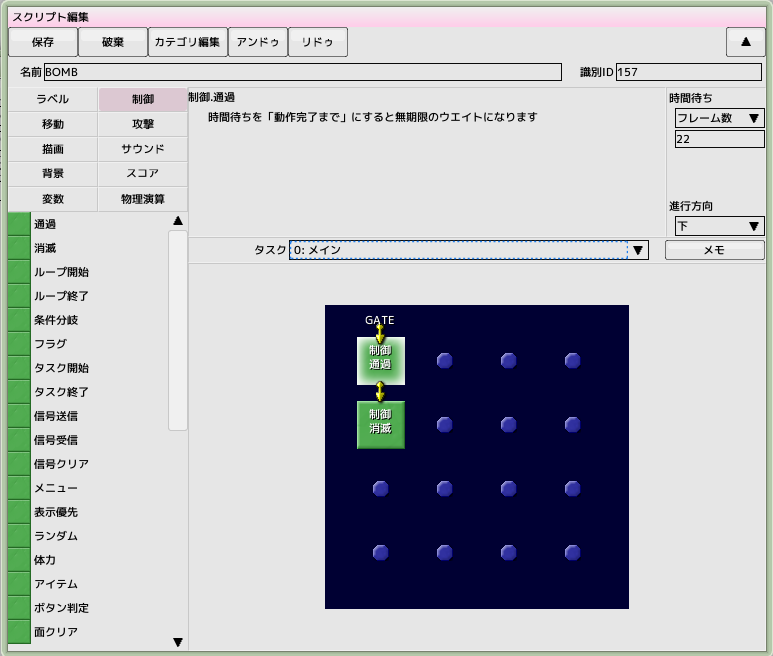 スクリプト編集
保存 破棄 カテゴリ編集 アンドゥ リドゥ ▲
名前 BOMB 識別ID 157
ラベル 制御
移動 攻撃
描画 サウンド
背景 スコア
変数 物理演算
制御.通過
時間待ちを「動作完了まで」にすると無期限のウエイトになります
時間待ち
フレーム数 ▼
22
進行方向
下 ▼
タスク 0: メイン ▼ メモ
通過
消滅
ループ開始
ループ終了
条件分岐
フラグ
タスク開始
タスク終了
信号送信
信号受信
信号クリア
メニュー
表示優先
ランダム
体力
アイテム
ボタン判定
面クリア
GATE
制御
通過
制御
消滅